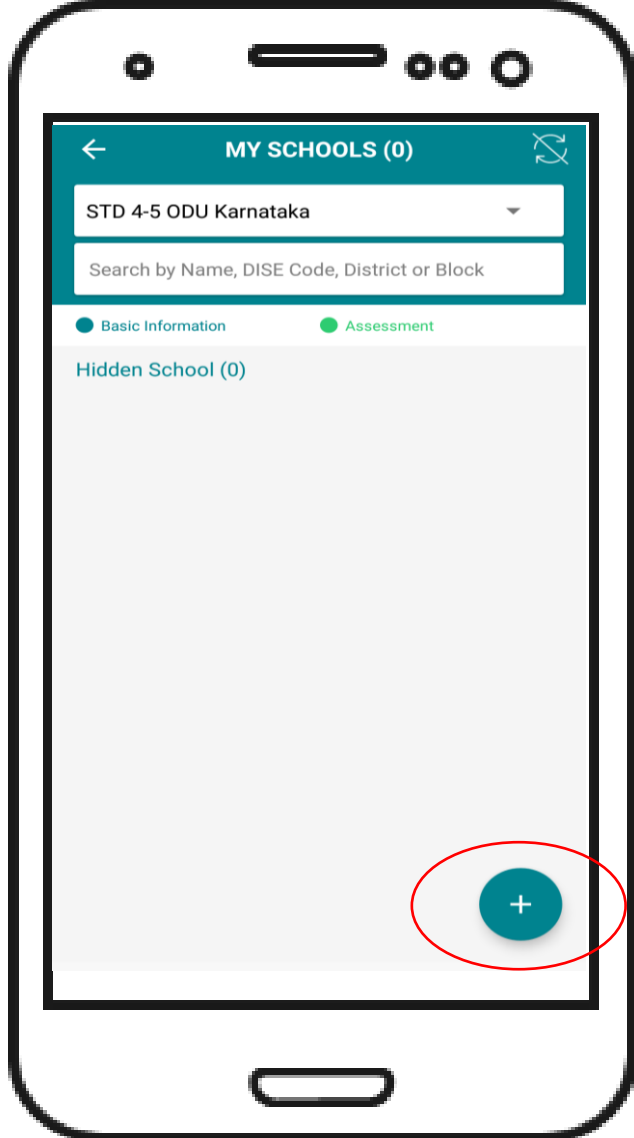 MY SCHOOLS (0)
STD 4-5 ODU Karnataka
Search by Name, DISE Code, District or Block
Basic Information Assessment
Hidden School (0)
+